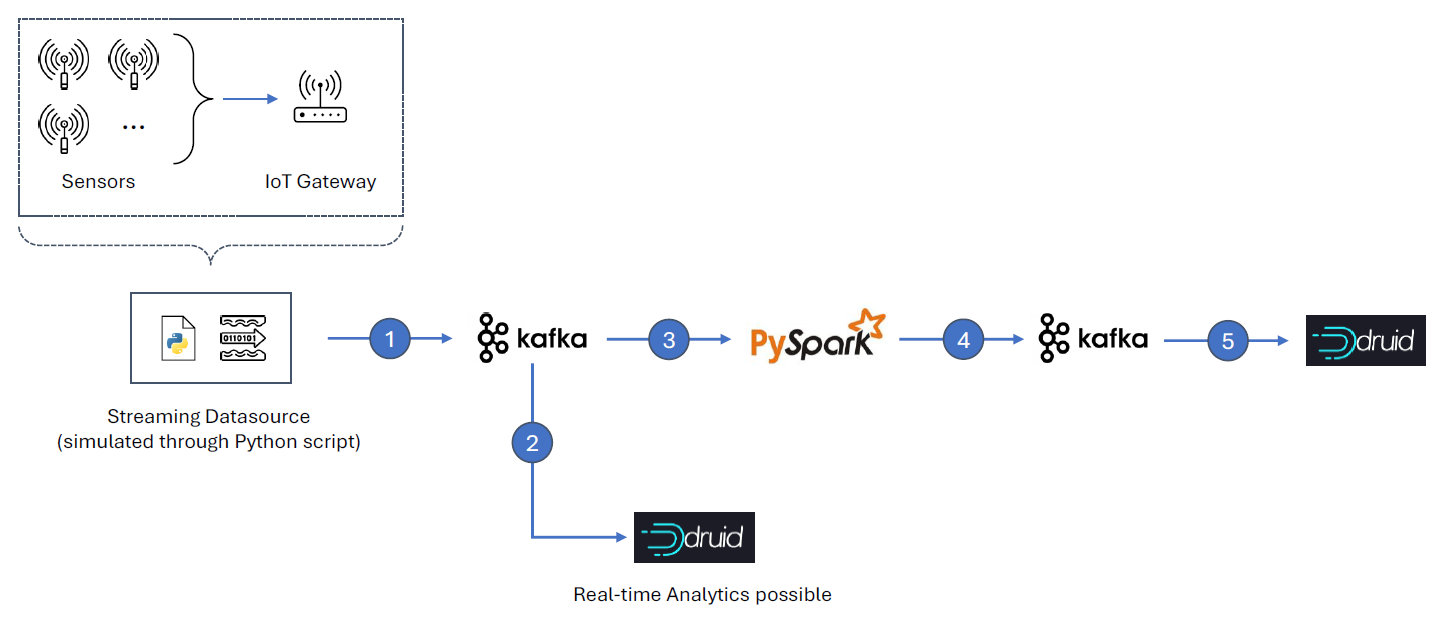 ...
Sensors
IoT Gateway
0110101
Streaming Datasource
(simulated through Python script)
1
kafka
3
PySpark
4
kafka
5
druid
2
druid
Real-time Analytics possible